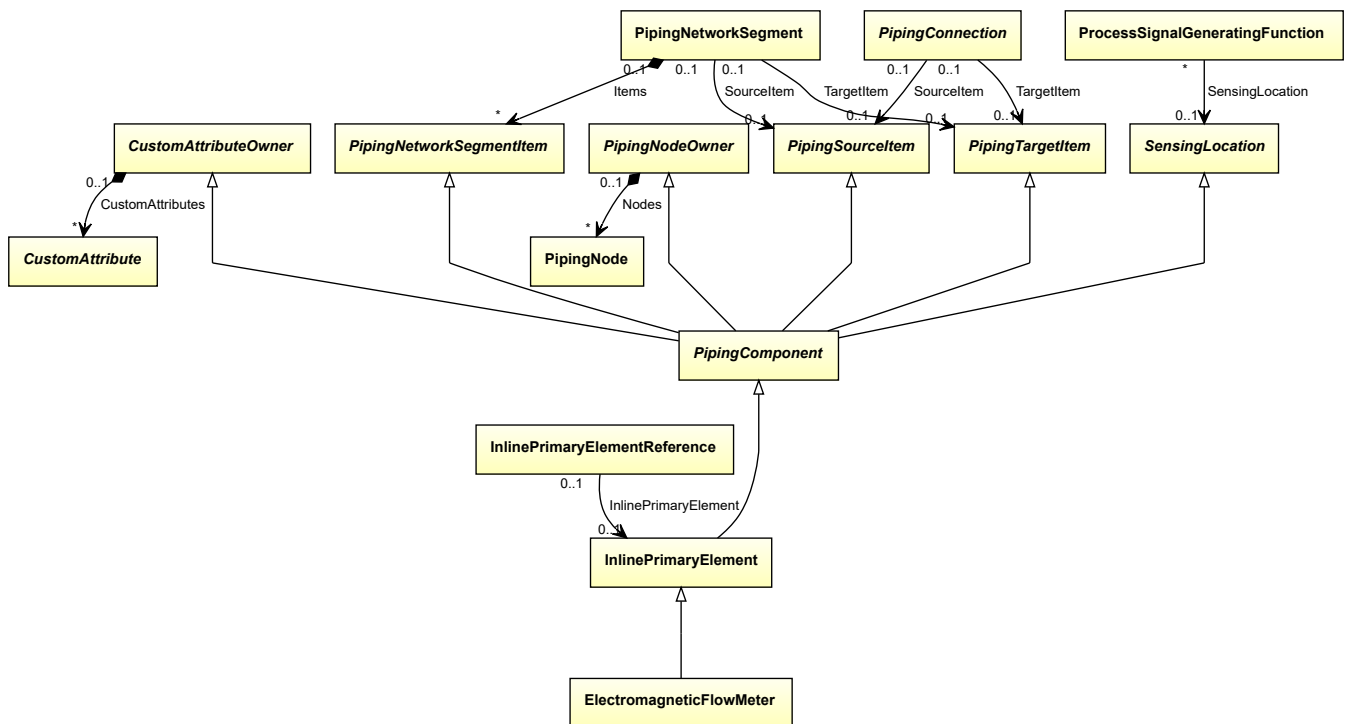 PipingNetworkSegment
PipingConnection
ProcessSignalGeneratingFunction
0..1
0..1
0..1
0..1
0..1
*
Items
SourceItem
TargetItem
SourceItem
TargetItem
SensingLocation
*
0..1
0..1
0..1
0..1
0..1
CustomAttributeOwner
PipingNetworkSegmentItem
PipingNodeOwner
PipingSourceItem
PipingTargetItem
SensingLocation
0..1
0..1
CustomAttributes
Nodes
*
*
CustomAttribute
PipingNode
PipingComponent
InlinePrimaryElementReference
0..1
InlinePrimaryElement
0..1
InlinePrimaryElement
ElectromagneticFlowMeter